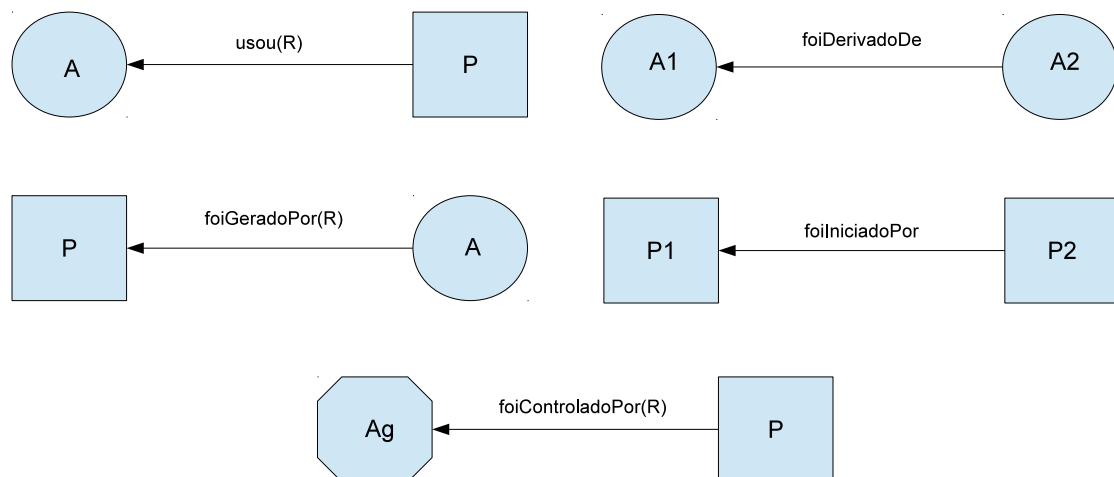 A
usou(R)
P
A1
foiDerivadoDe
A2
P
foiGeradoPor(R)
A
P1
foiIniciadoPor
P2
Ag
foiControladoPor(R)
P